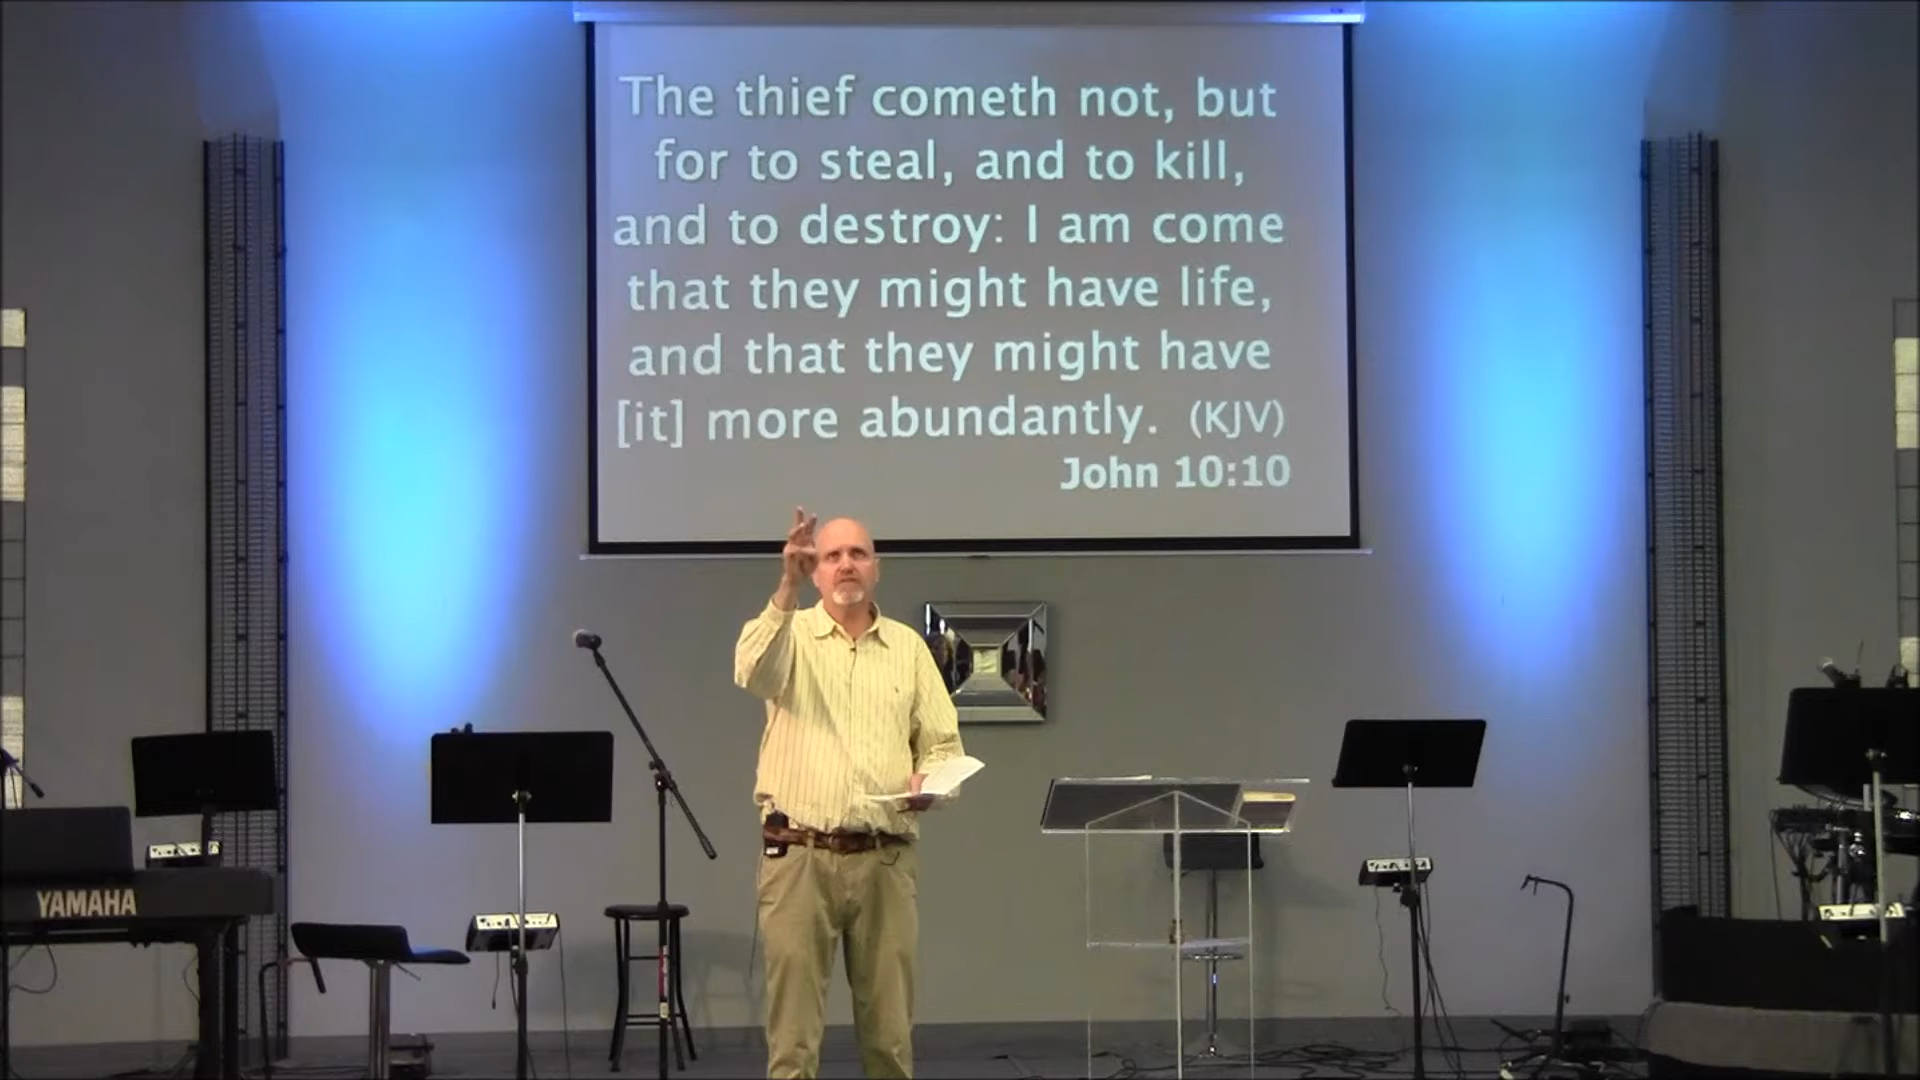 The thief cometh not, but
for to steal, and to kill,
and to destroy: I am come
that they might have life,
and that they might have
[it] more abundantly. (KJV)
John 10:10
YAMAHA